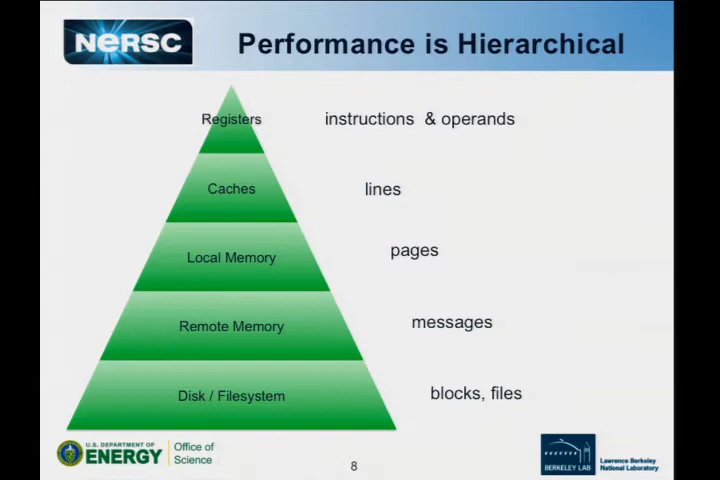 NERSC
Performance is Hierarchical
Registers
instructions & operands
Caches
lines
Local Memory
pages
Remote Memory
messages
Disk / Filesystem
blocks, files
U.S. DEPARTMENT OF
ENERGY
Office of
Science
8
BERKELEY LAB
Lawrence Berkeley
National Laboratory